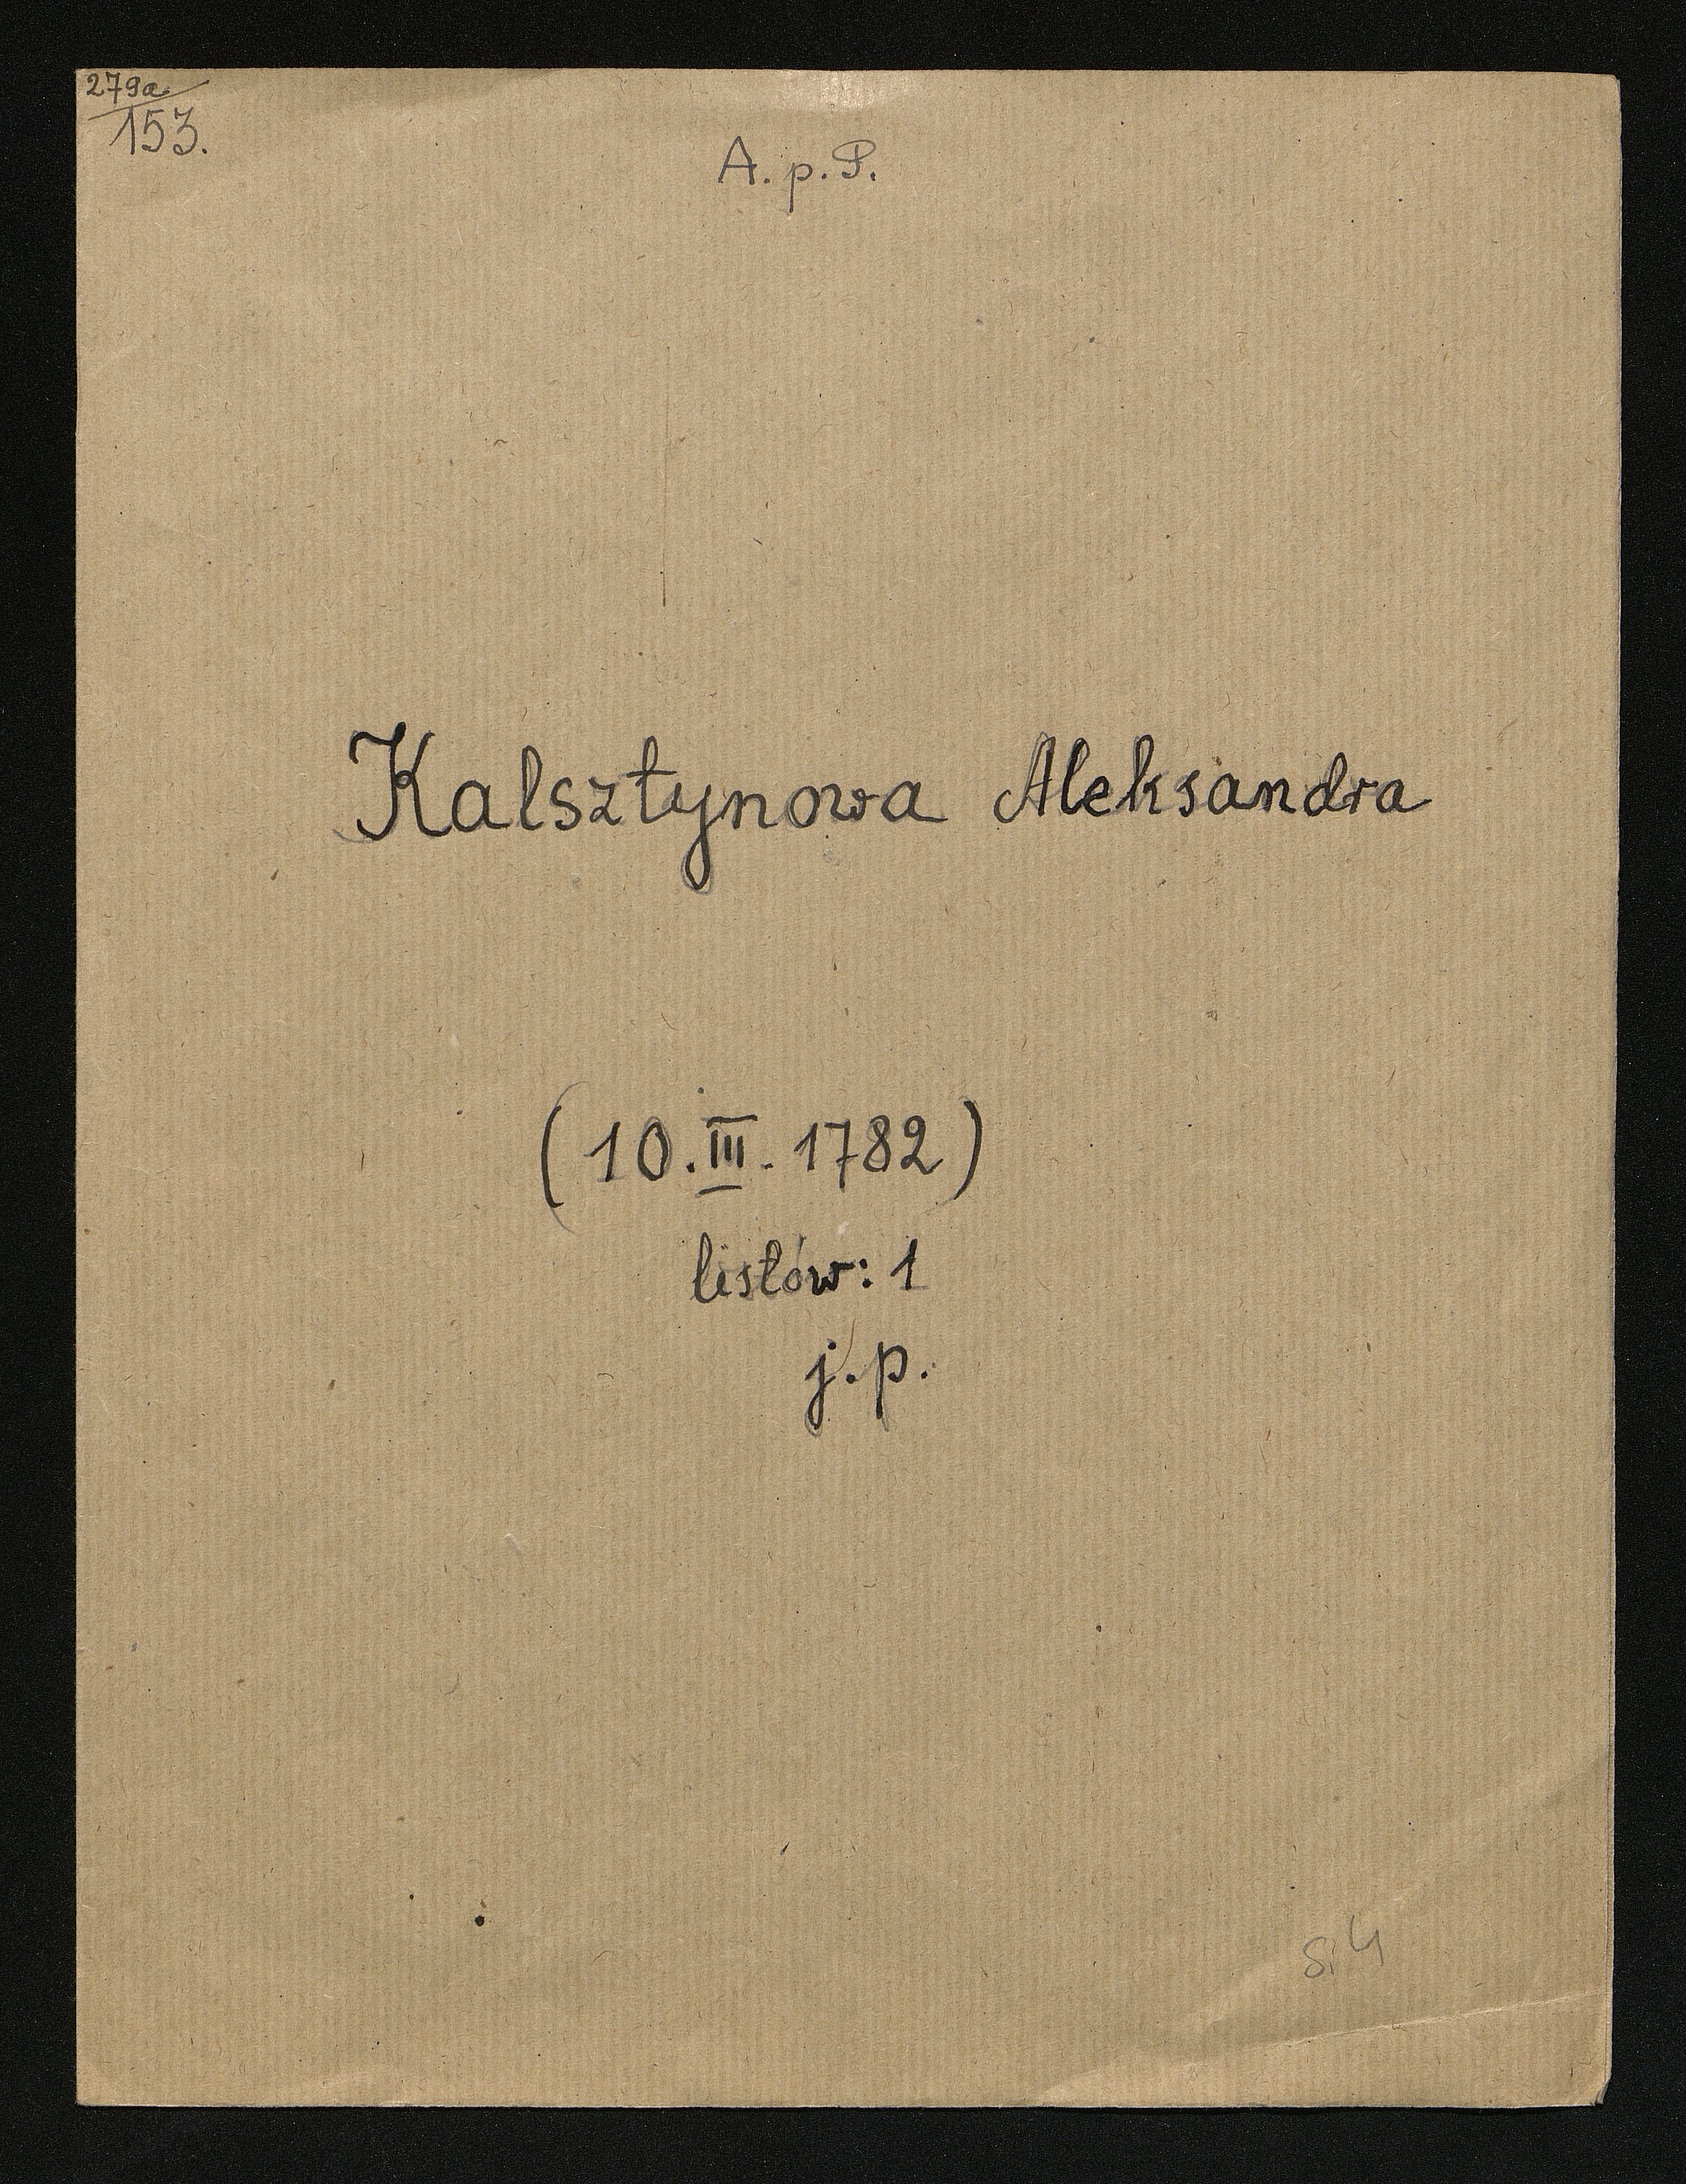 279a
153.
A. p. P.
Kalsztynowa Aleksandra
(10. III. 1782)
listów: 1
j. p.